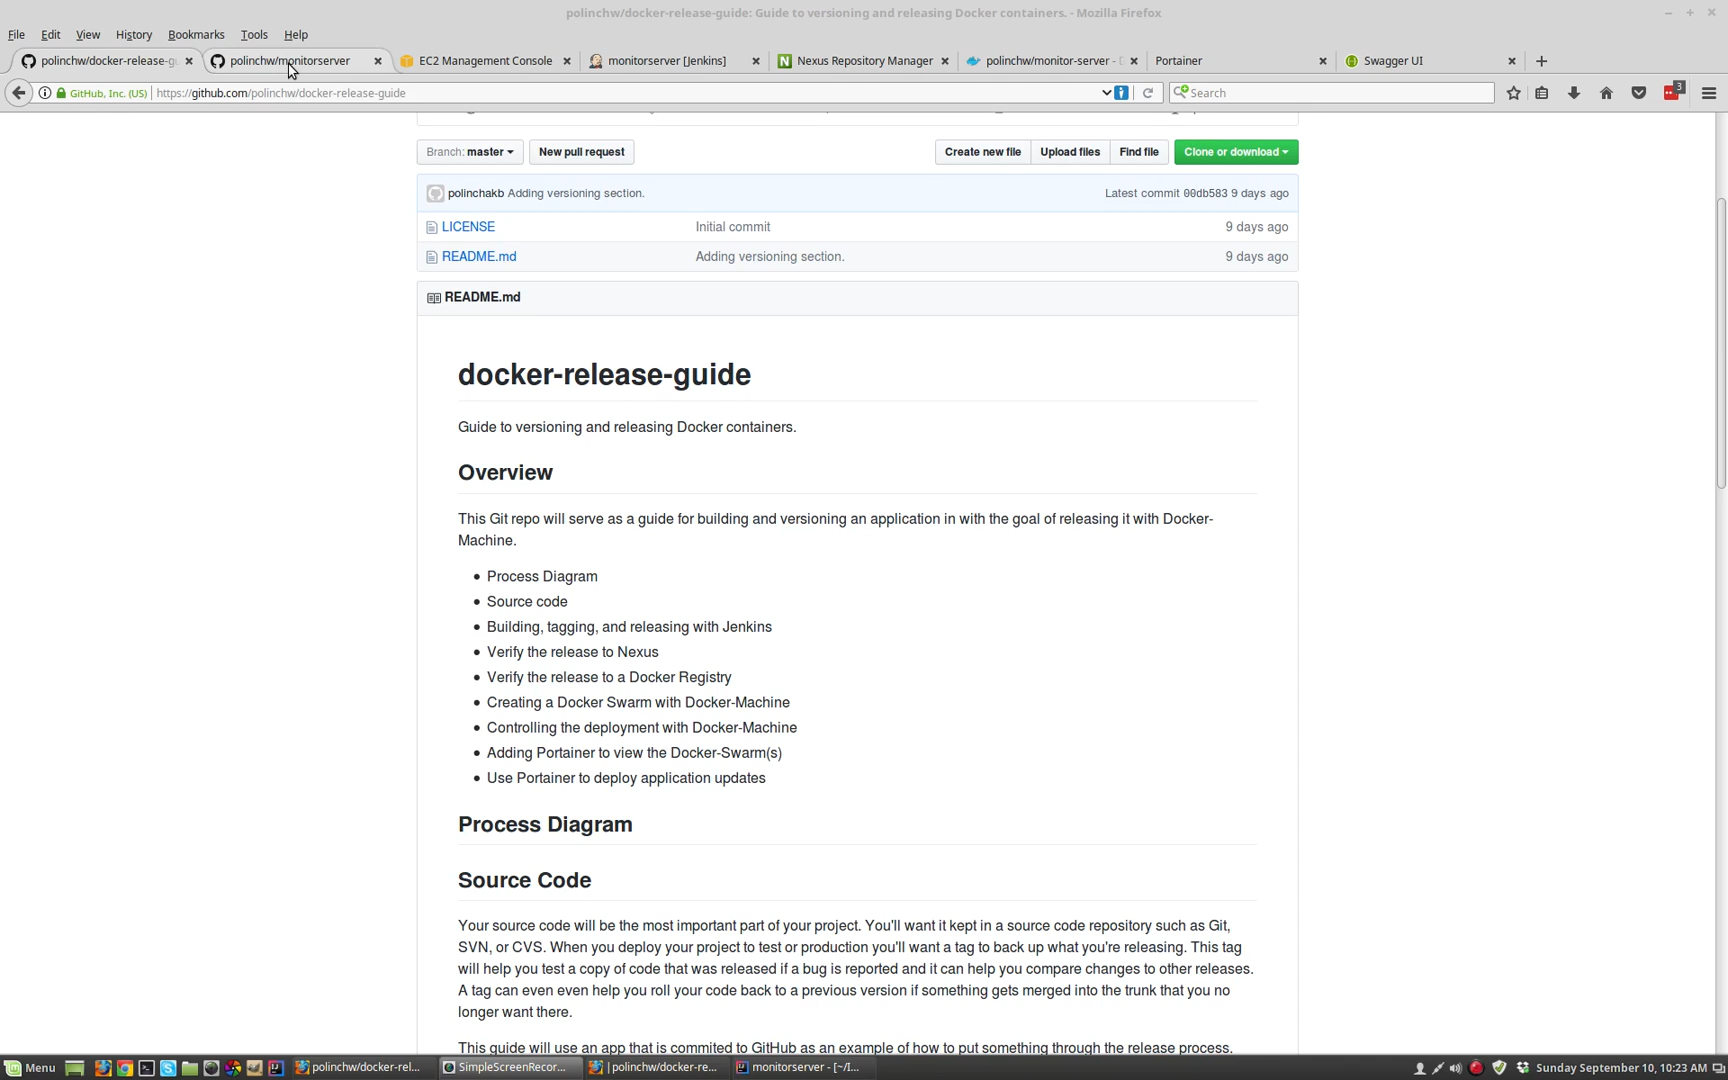 polinchw/docker-release-guide: Guide to versioning and releasing Docker containers. - Mozilla Firefox
File Edit View History Bookmarks Tools Help
polinchw/docker-release-g
polinchw/monitorserver
EC2 Management Console
monitorserver [Jenkins]
Nexus Repository Manager
polinchw/monitor-server -
Portainer
Swagger UI
GitHub, Inc. (US) https://github.com/polinchw/docker-release-guide
Search
3
Branch: master New pull request Create new file Upload files Find file Clone or download
polinchakb Adding versioning section. Latest commit 00db583 9 days ago
LICENSE Initial commit 9 days ago
README.md Adding versioning section. 9 days ago
README.md
docker-release-guide
Guide to versioning and releasing Docker containers.
Overview
This Git repo will serve as a guide for building and versioning an application in with the goal of releasing it with Docker-
Machine.
• Process Diagram
• Source code
• Building, tagging, and releasing with Jenkins
• Verify the release to Nexus
• Verify the release to a Docker Registry
• Creating a Docker Swarm with Docker-Machine
• Controlling the deployment with Docker-Machine
• Adding Portainer to view the Docker-Swarm(s)
• Use Portainer to deploy application updates
Process Diagram
Source Code
Your source code will be the most important part of your project. You'll want it kept in a source code repository such as Git,
SVN, or CVS. When you deploy your project to test or production you'll want a tag to back up what you're releasing. This tag
will help you test a copy of code that was released if a bug is reported and it can help you compare changes to other releases.
A tag can even even help you roll your code back to a previous version if something gets merged into the trunk that you no
longer want there.
This guide will use an app that is commited to GitHub as an example of how to put something through the release process.
Menu polinchw/docker-rel... SimpleScreenRecor... | polinchw/docker-re... monitorserver - [~/I... Sunday September 10, 10:23 AM